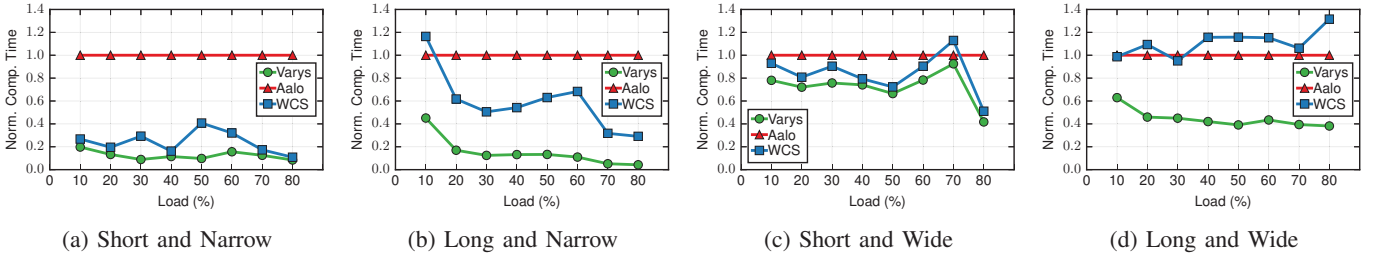 1.4
1.2
1.0
0.8
0.6
0.4
0.2
0.0
Norm. Comp. Time
Varys
Aalo
WCS
0 10 20 30 40 50 60 70 80
Load (%)
(a) Short and Narrow
1.4
1.2
1.0
0.8
0.6
0.4
0.2
0.0
Norm. Comp. Time
Varys
Aalo
WCS
0 10 20 30 40 50 60 70 80
Load (%)
(b) Long and Narrow
1.4
1.2
1.0
0.8
0.6
0.4
0.2
0.0
Norm. Comp. Time
Varys
Aalo
WCS
0 10 20 30 40 50 60 70 80
Load (%)
(c) Short and Wide
1.4
1.2
1.0
0.8
0.6
0.4
0.2
0.0
Norm. Comp. Time
Varys
Aalo
WCS
0 10 20 30 40 50 60 70 80
Load (%)
(d) Long and Wide